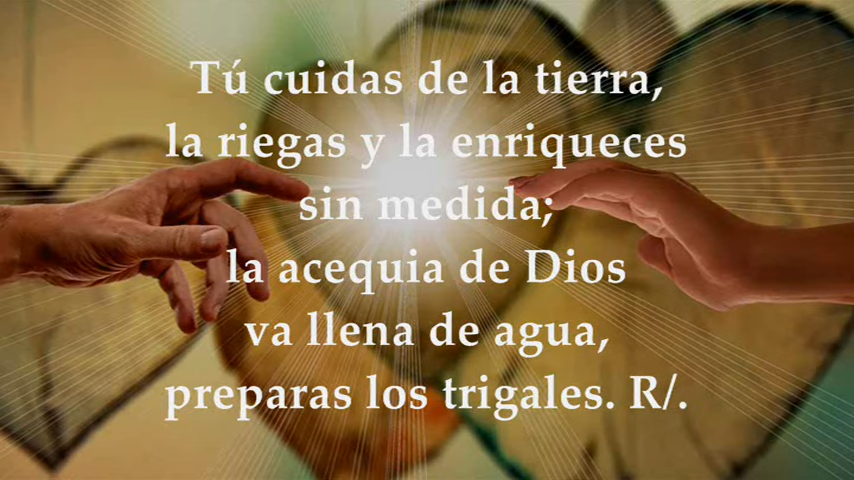 Tú cuidas de la tierra,
la riegas y la enriqueces
sin medida;
la acequia de Dios
va llena de agua,
preparas los trigales. R/.